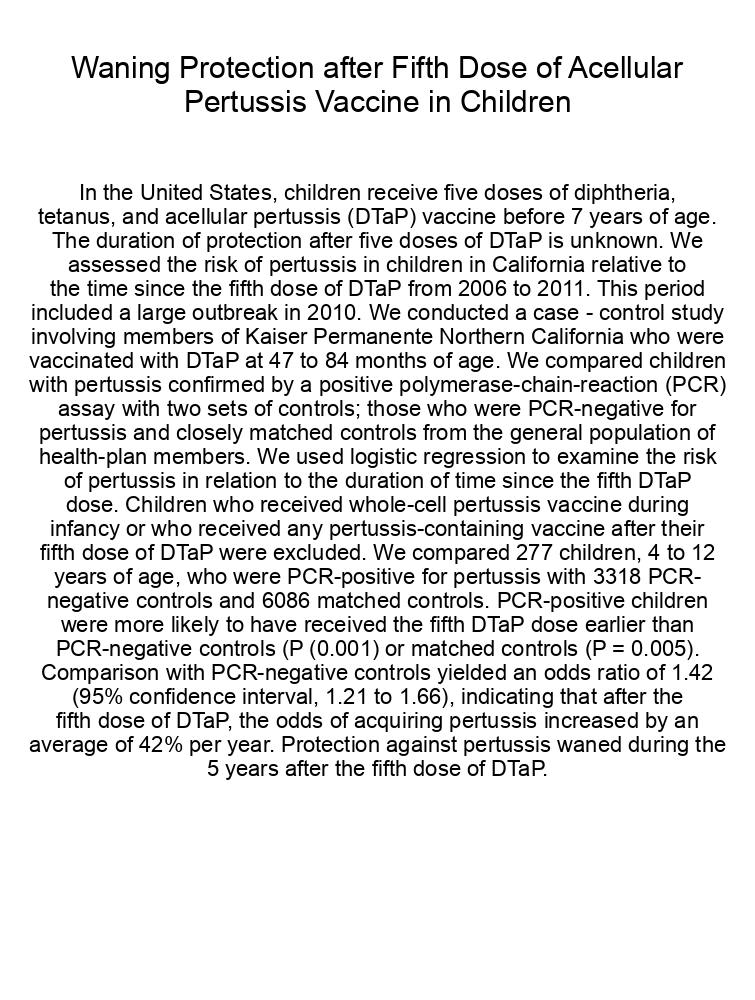 Waning Protection after Fifth Dose of Acellular
Pertussis Vaccine in Children
In the United States, children receive five doses of diphtheria,
tetanus, and acellular pertussis (DTaP) vaccine before 7 years of age.
The duration of protection after five doses of DTaP is unknown. We
assessed the risk of pertussis in children in California relative to
the time since the fifth dose of DTaP from 2006 to 2011. This period
included a large outbreak in 2010. We conducted a case - control study
involving members of Kaiser Permanente Northern California who were
vaccinated with DTaP at 47 to 84 months of age. We compared children
with pertussis confirmed by a positive polymerase-chain-reaction (PCR)
assay with two sets of controls; those who were PCR-negative for
pertussis and closely matched controls from the general population of
health-plan members. We used logistic regression to examine the risk
of pertussis in relation to the duration of time since the fifth DTaP
dose. Children who received whole-cell pertussis vaccine during
infancy or who received any pertussis-containing vaccine after their
fifth dose of DTaP were excluded. We compared 277 children, 4 to 12
years of age, who were PCR-positive for pertussis with 3318 PCR-
negative controls and 6086 matched controls. PCR-positive children
were more likely to have received the fifth DTaP dose earlier than
PCR-negative controls (P (0.001) or matched controls (P = 0.005).
Comparison with PCR-negative controls yielded an odds ratio of 1.42
(95% confidence interval, 1.21 to 1.66), indicating that after the
fifth dose of DTaP, the odds of acquiring pertussis increased by an
average of 42% per year. Protection against pertussis waned during the
5 years after the fifth dose of DTaP.